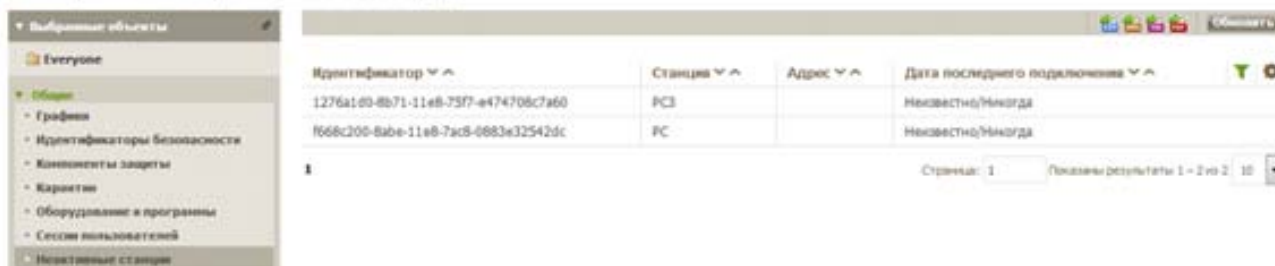 Выбранные объекты
Everyone
Общие
Графики
Идентификаторы безопасности
Компоненты защиты
Карантин
Оборудование и программы
Сессии пользователей
Неактивные станции
Обновить
Идентификатор Станция Адрес Дата последнего подключения
1276a1d0-8b71-11e8-75f7-e474708c7a60 PC3 Неизвестно/Никогда
f668c200-8abe-11e8-7ac8-0883e32542dc PC Неизвестно/Никогда
1 Страница: 1 Показаны результаты 1 - 2 из 2 10